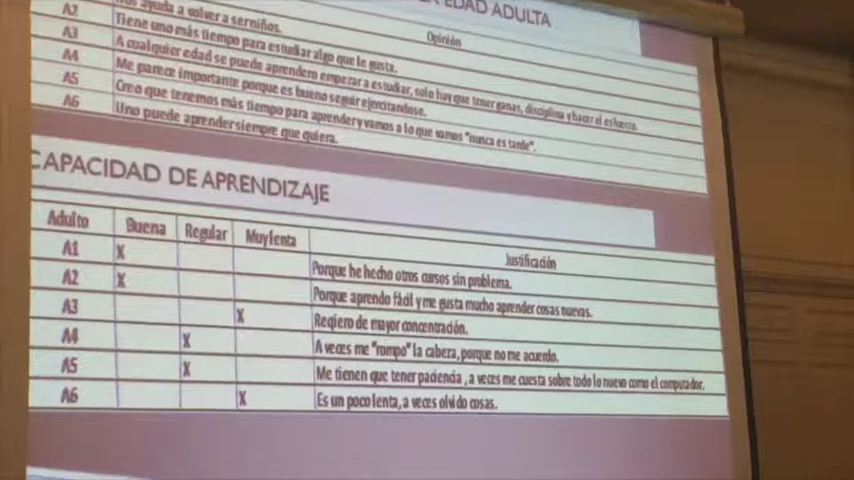 EDAD ADULTA
Opinión
A2 Nos ayuda a volver a ser niños.
A3 Tiene uno más tiempo para estudiar algo que le gusta.
A4 A cualquier edad se puede aprender o empezar a estudiar, solo hay que tener ganas, disciplina y hacer el esfuerzo.
A5 Me parece importante porque es bueno seguir ejercitandose.
A6 Creo que tenemos más tiempo para aprender y vamos a lo que vamos "nunca es tarde".
Uno puede aprender siempre que quiera.
CAPACIDAD DE APRENDIZAJE
Adulto Buena Regular Muy lenta Justificación
A1 X Porque he hecho otros cursos sin problema.
A2 X Porque aprendo fácil y me gusta mucho aprender cosas nuevas.
A3 X Reqiero de mayor concentración.
A4 X A veces me "rompo" la cabeza, porque no me acuerdo.
A5 X Me tienen que tener paciencia , a veces me cuesta sobre todo lo nuevo como el computador.
A6 X Es un poco lenta, a veces olvido cosas.